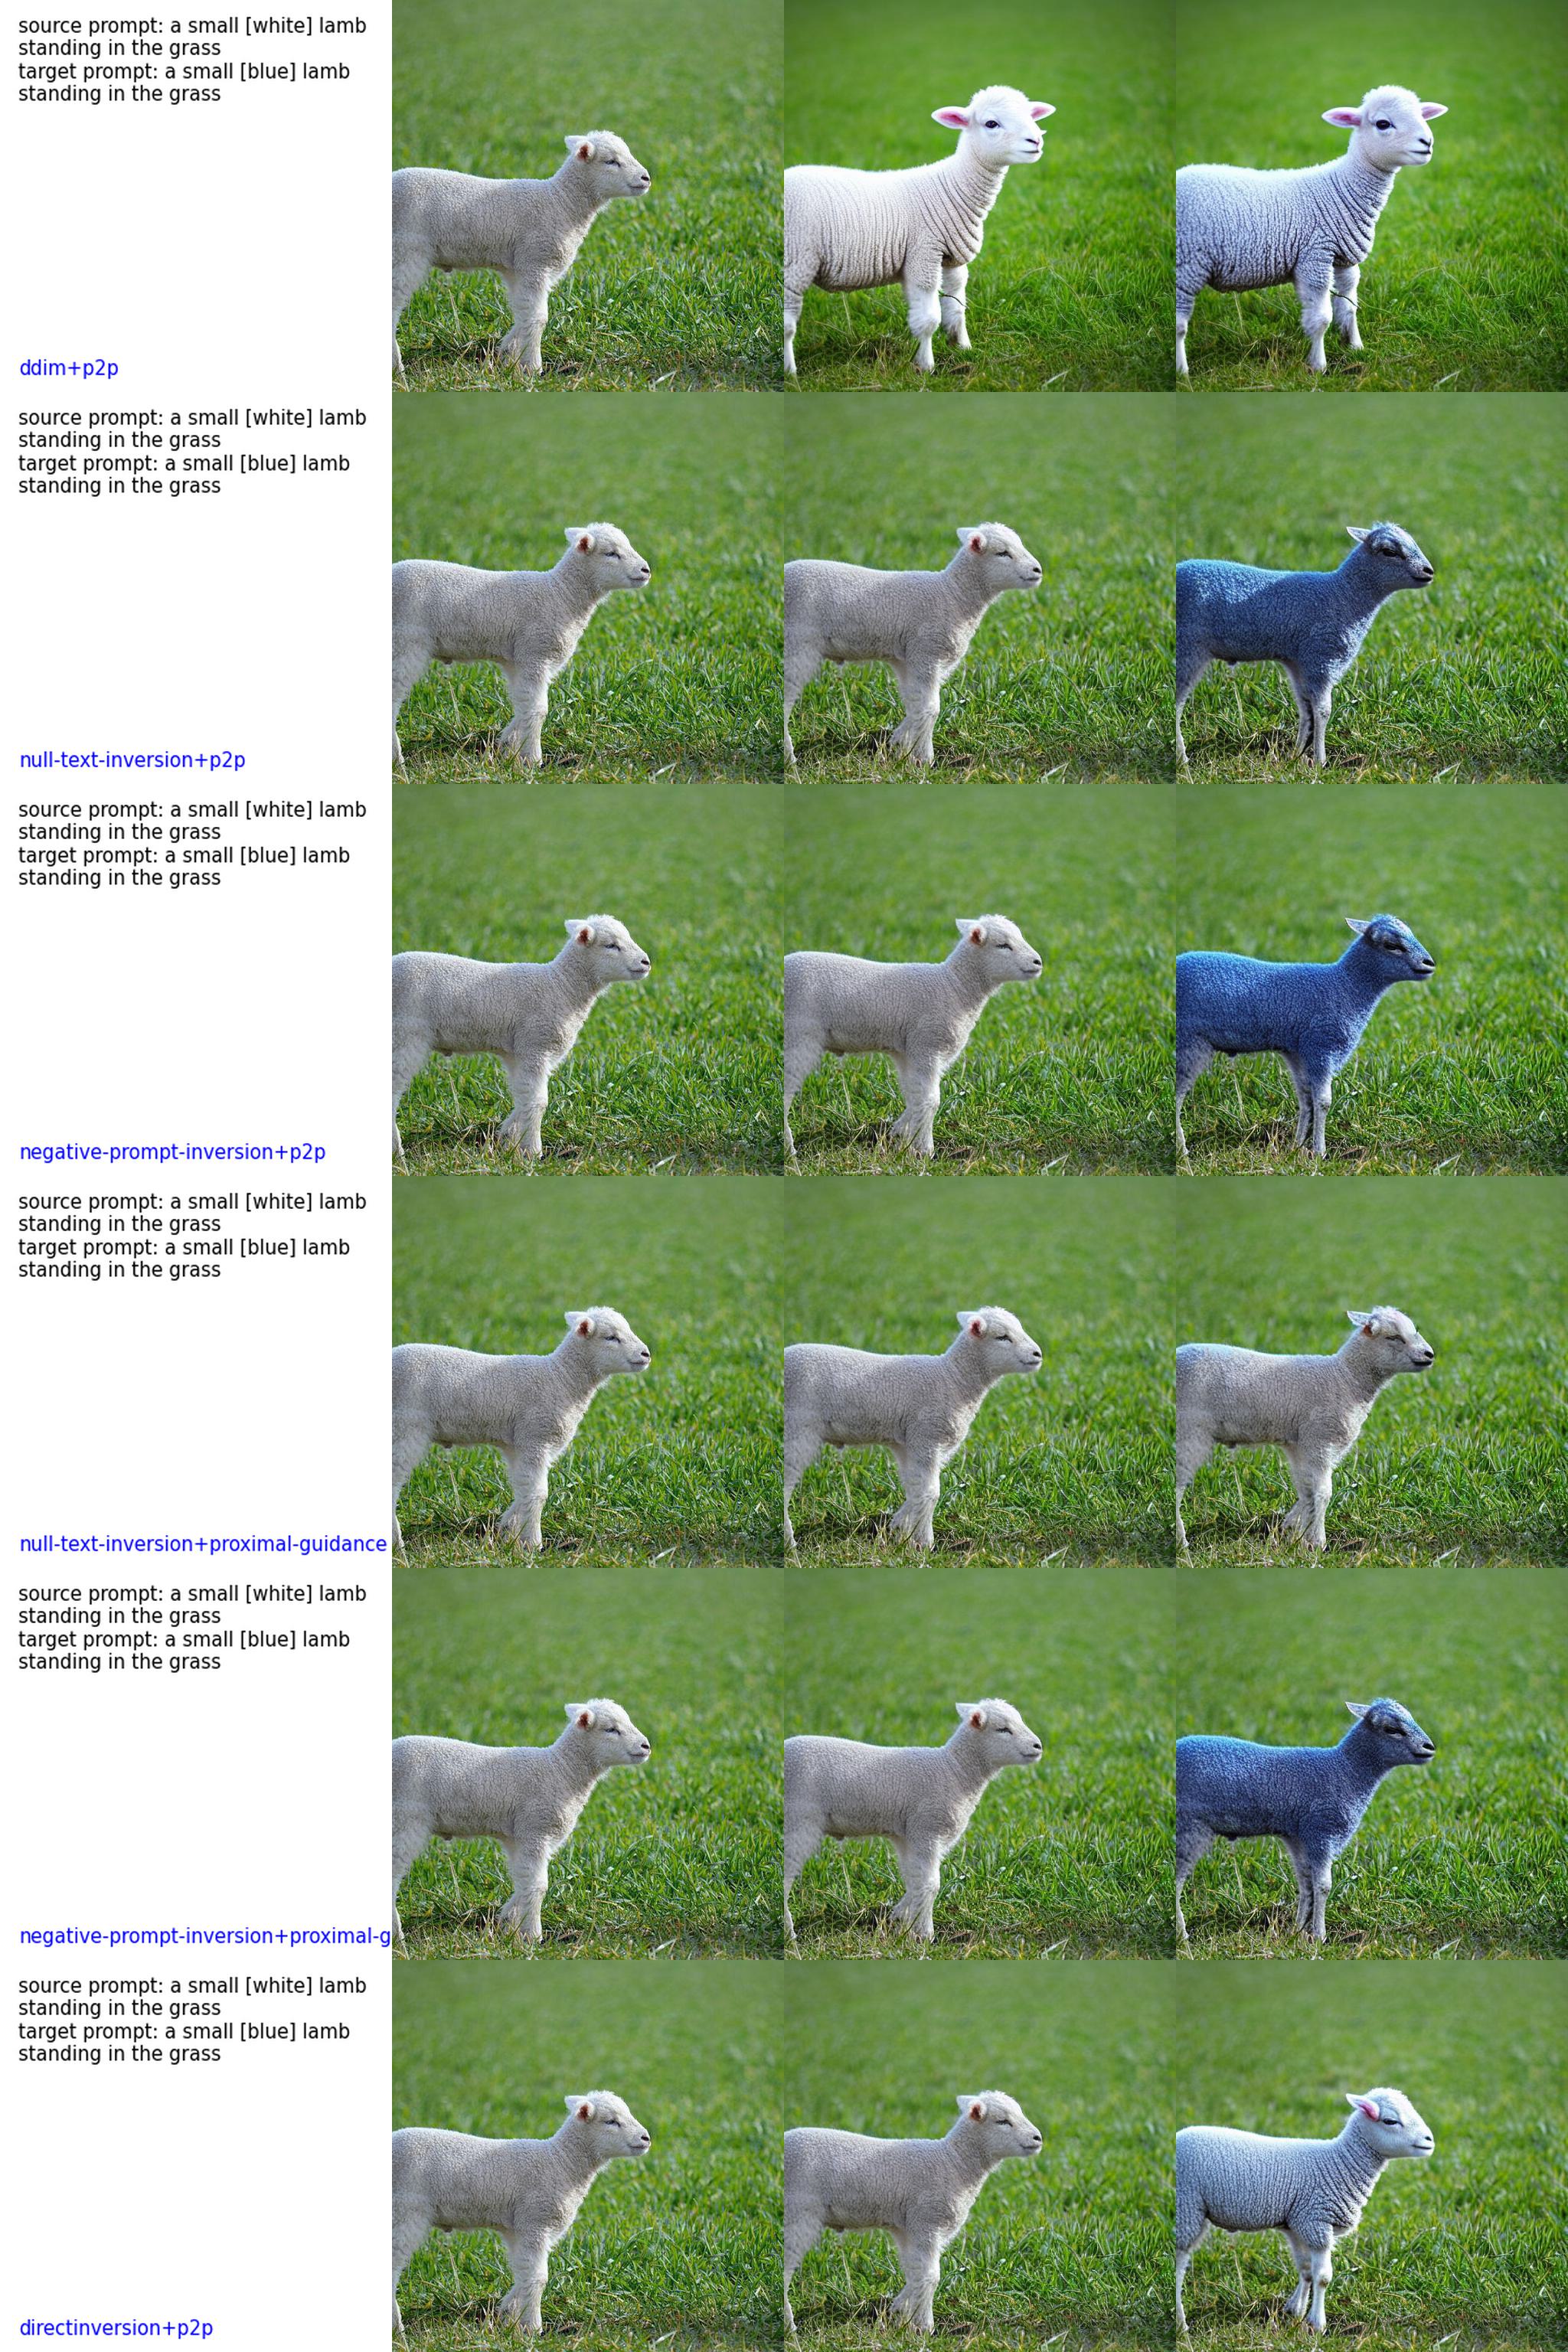 source prompt: a small [white] lamb
standing in the grass
target prompt: a small [blue] lamb
standing in the grass
ddim+p2p
source prompt: a small [white] lamb
standing in the grass
target prompt: a small [blue] lamb
standing in the grass
null-text-inversion+p2p
source prompt: a small [white] lamb
standing in the grass
target prompt: a small [blue] lamb
standing in the grass
negative-prompt-inversion+p2p
source prompt: a small [white] lamb
standing in the grass
target prompt: a small [blue] lamb
standing in the grass
null-text-inversion+proximal-guidance
source prompt: a small [white] lamb
standing in the grass
target prompt: a small [blue] lamb
standing in the grass
negative-prompt-inversion+proximal-g
source prompt: a small [white] lamb
standing in the grass
target prompt: a small [blue] lamb
standing in the grass
directinversion+p2p